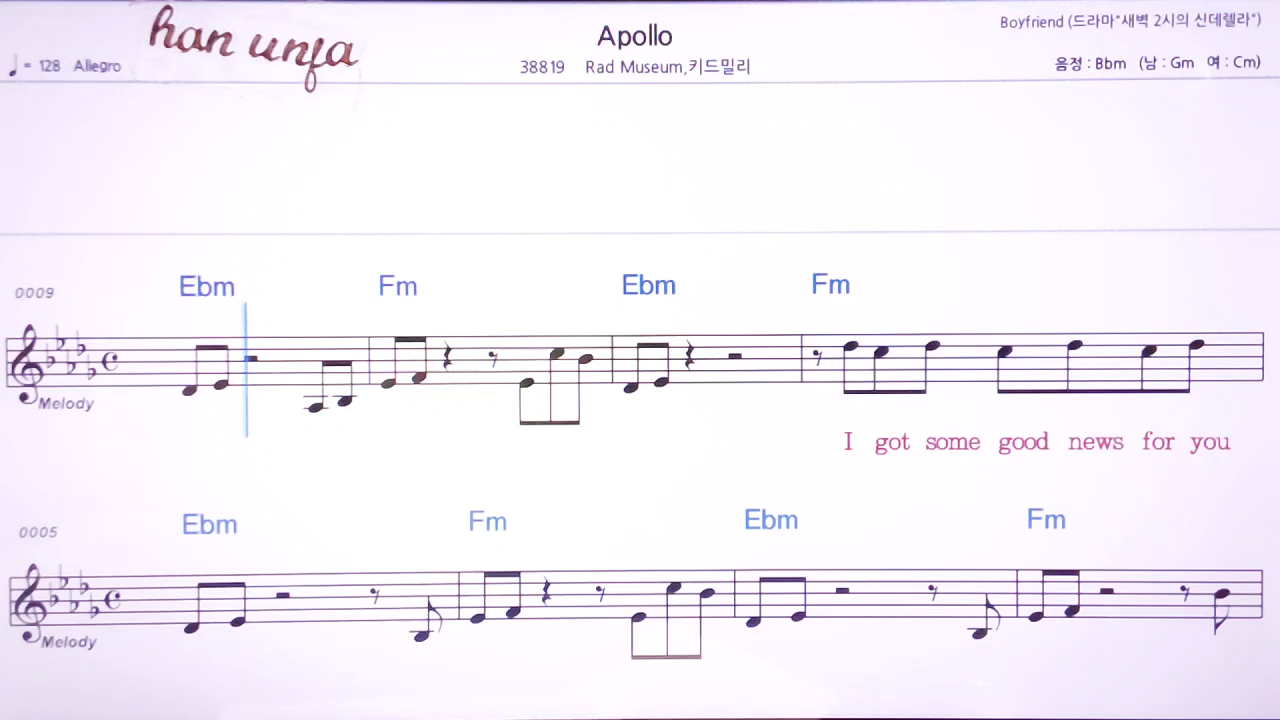 han unfa
Apollo
Boyfriend (드라마"새벽 2시의 신데렐라")
♩= 128 Allegro
38819 Rad Museum,키드밀리
음정 : Bbm (남 : Gm 여 : Cm)
Ebm Fm Ebm Fm
0009
Melody
I got some good news for you
Ebm Fm Ebm Fm
0005
Melody